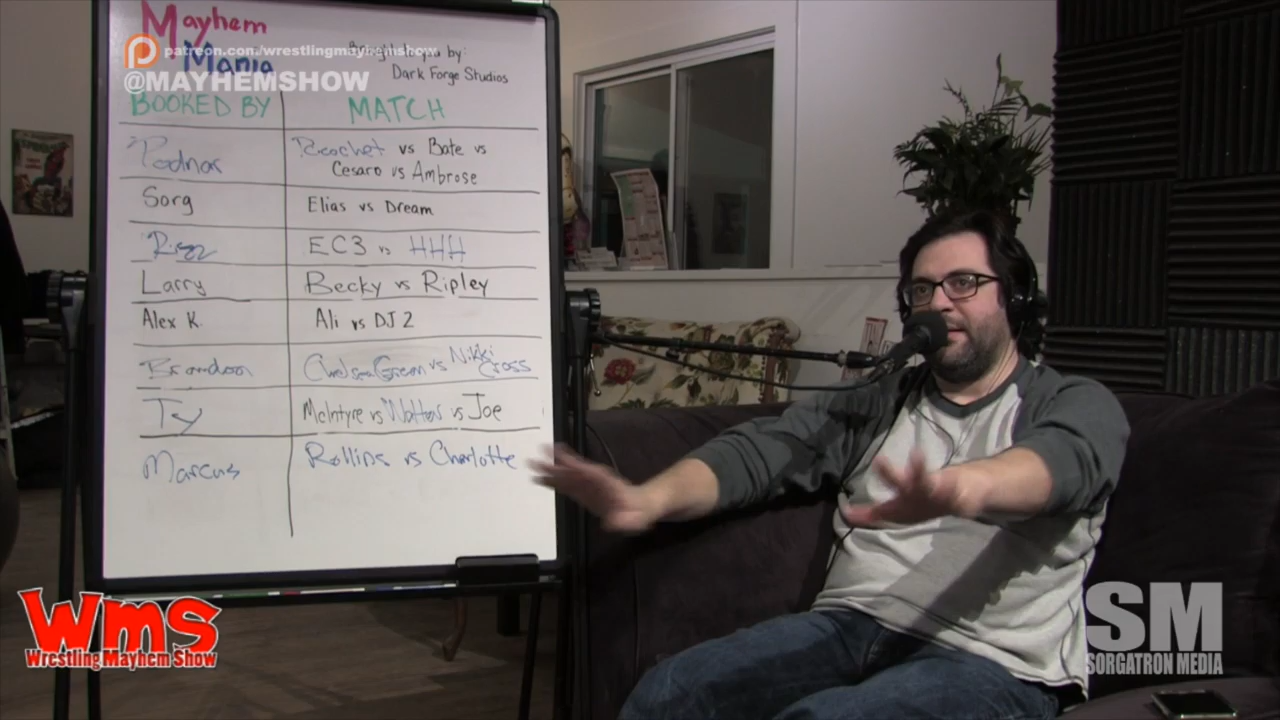 Mayhem
Mania
patreon.com/wrestlingmayhemshow
@MAYHEMSHOW
Brought to you by:
Dark Forge Studios
BOOKED BY
MATCH
Podnar
Ricochet vs Bate vs
Cesaro vs Ambrose
Sorg
Elias vs Dream
Rizz
EC3 vs HHH
Larry
Becky vs Ripley
Alex K.
Ali vs DJZ
Brandon
Chelsea Green vs Nikki
Cross
Ty
McIntyre vs vs Joe
Marcus
Rollins vs Charlotte
WMS
Wrestling Mayhem Show
SM
SORGATRON MEDIA